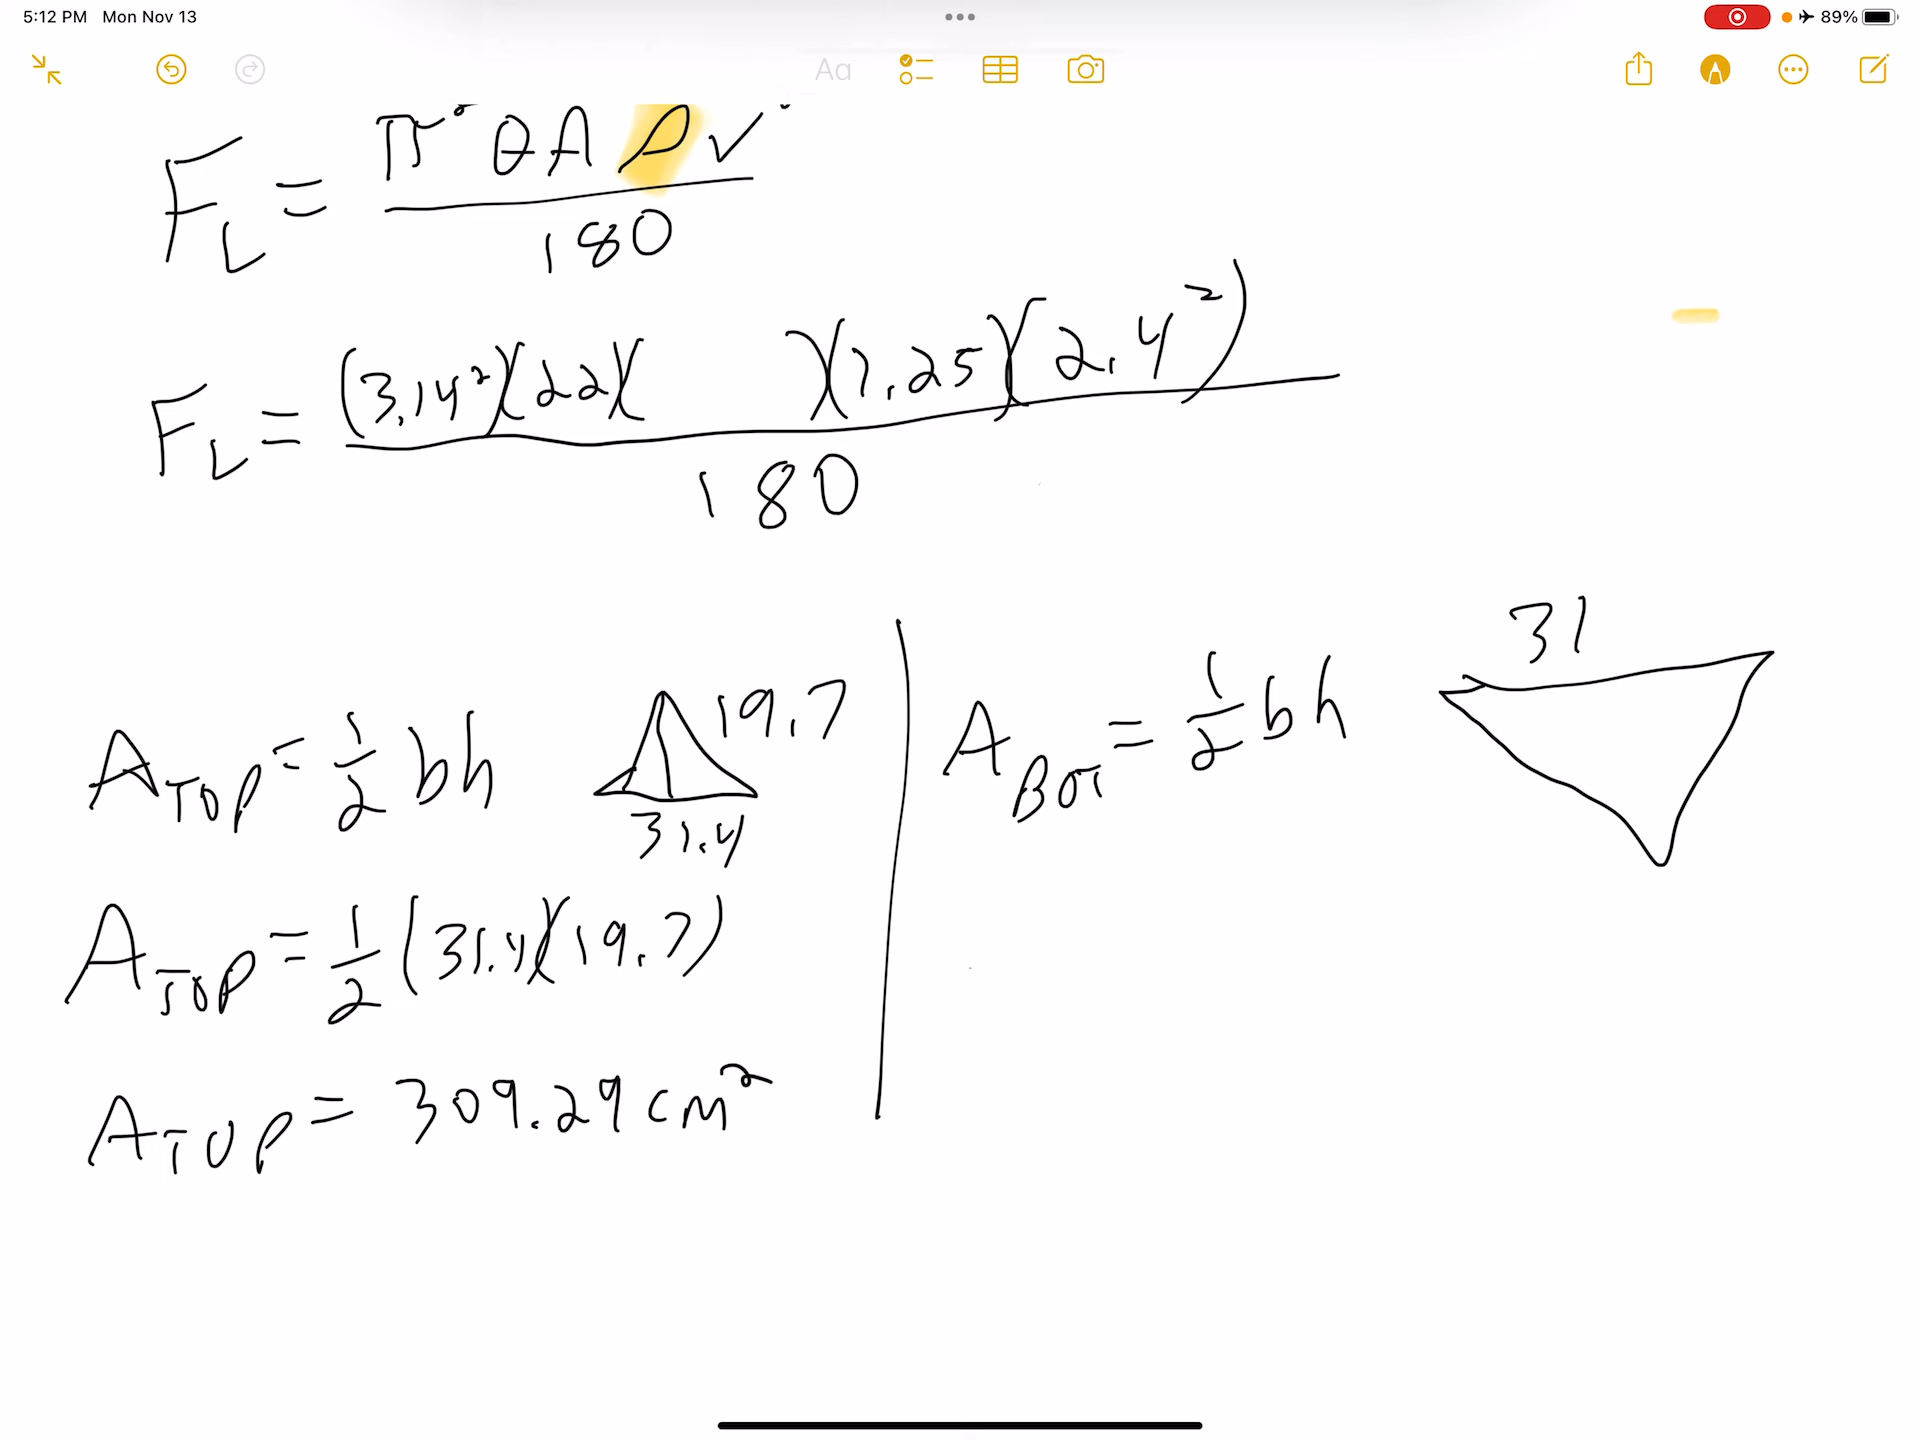 5:12 PM Mon Nov 13
89%
Aa
F_L = π² θ A ρ v² / 180
F_L = (3.14²)(22)( )(1.25)(2.4²) / 180
A_TOP = 1/2 bh
19.7
31.4
A_TOP = 1/2 (31.4)(19.7)
A_TOP = 309.29 cm²
A_BOT = 1/2 bh
31